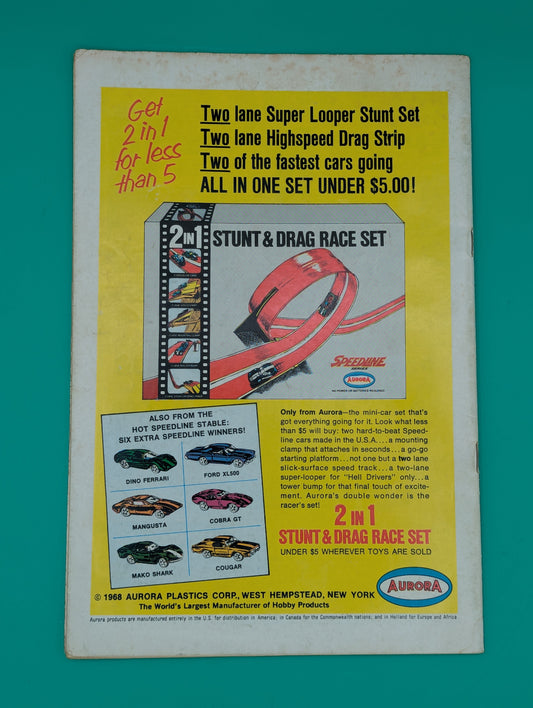 Get
2 in 1
for less
than 5
Two lane Super Looper Stunt Set
Two lane Highspeed Drag Strip
Two of the fastest cars going
ALL IN ONE SET UNDER $5.00!
2 IN 1
STUNT & DRAG RACE SET
SPEEDLINE
SERIES
AURORA
NO POWER OR BATTERIES REQUIRED
ALSO FROM THE
HOT SPEEDLINE STABLE:
SIX EXTRA SPEEDLINE WINNERS!
DINO FERRARI
FORD XL500
MANGUSTA
COBRA GT
MAKO SHARK
COUGAR
Only from Aurora—the mini-car set that's
got everything going for it. Look what less
than $5 will buy: two hard-to-beat Speed-
line cars made in the U.S.A. ... a mounting
clamp that attaches in seconds ... a go-go
starting platform ... not one but a two lane
slick-surface speed track ... a two-lane
super-looper for "Hell Drivers" only ... a
tower bump for that final touch of excite-
ment. Aurora's double wonder is the
racer's set!
2 IN 1
STUNT & DRAG RACE SET
UNDER $5 WHEREVER TOYS ARE SOLD
AURORA
© 1968 AURORA PLASTICS CORP., WEST HEMPSTEAD, NEW YORK
The World's Largest Manufacturer of Hobby Products
Aurora products are manufactured entirely in the U.S. for distribution in America; in Canada for the Commonwealth nations; and in Holland for Europe and Africa